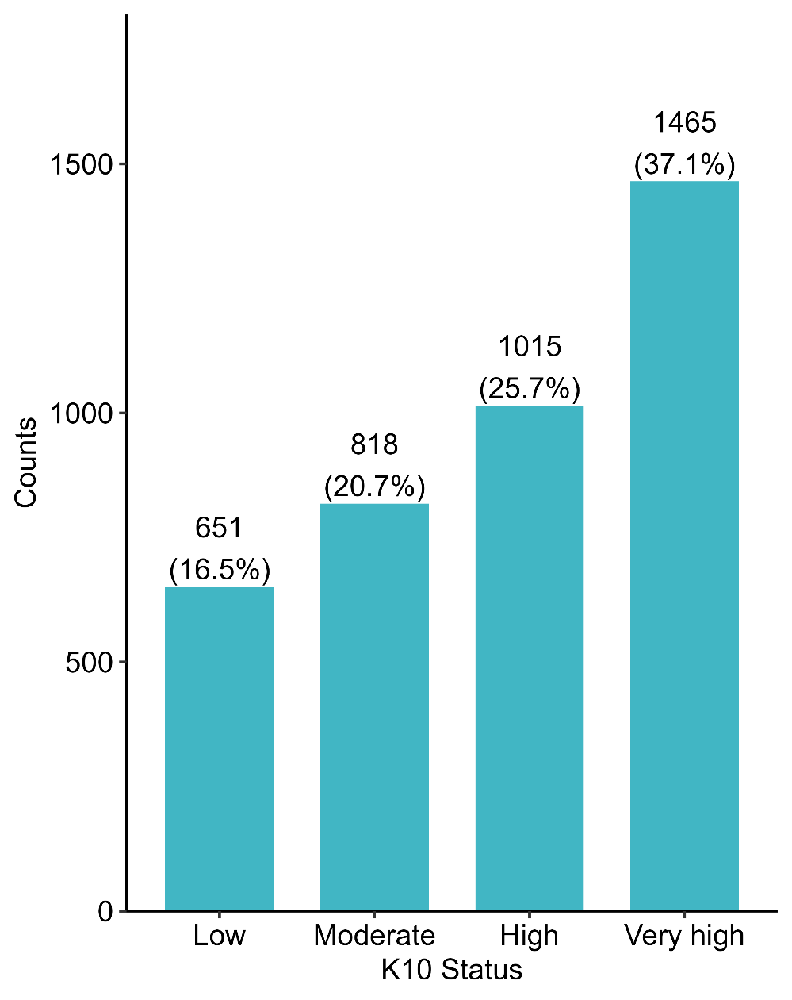 1465
(37.1%)
1500
1015
(25.7%)
1000
818
(20.7%)
Counts
651
(16.5%)
500
0
Low
Moderate
High
Very high
K10 Status